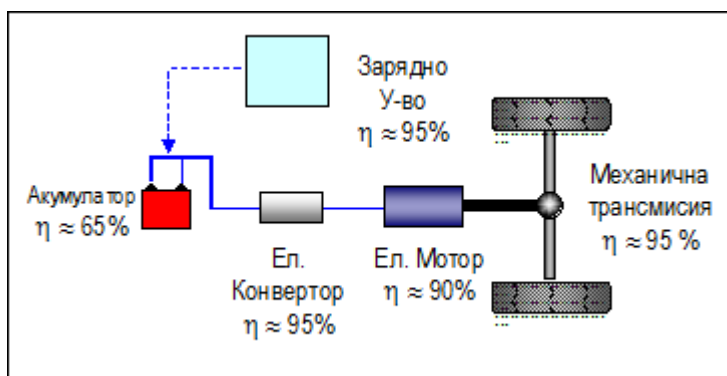 Зарядно
У-во
η ≈ 95%
Акумулатор
η ≈ 65%
Ел.
Конвертор
η ≈ 95%
Ел. Мотор
η ≈ 90%
Механична
трансмисия
η ≈ 95 %